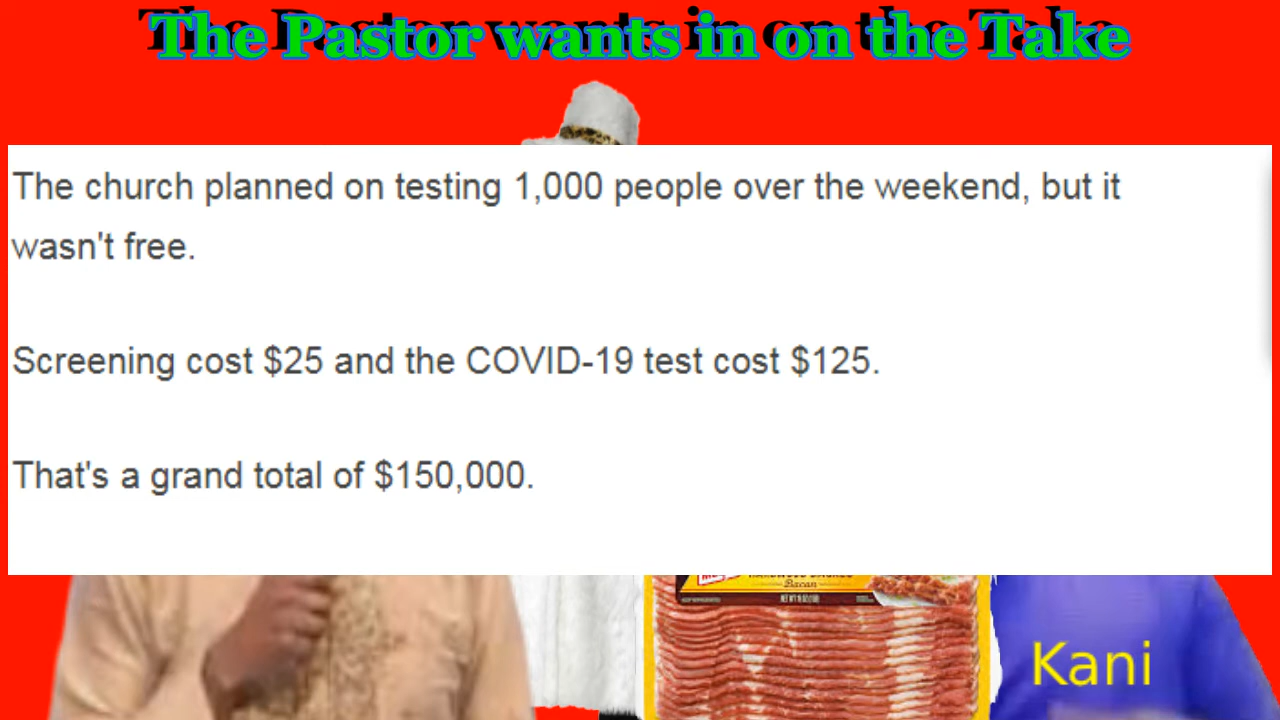 The Pastor wants in on the Take
The church planned on testing 1,000 people over the weekend, but it
wasn't free.
Screening cost $25 and the COVID-19 test cost $125.
That's a grand total of $150,000.
Bacon
Kani